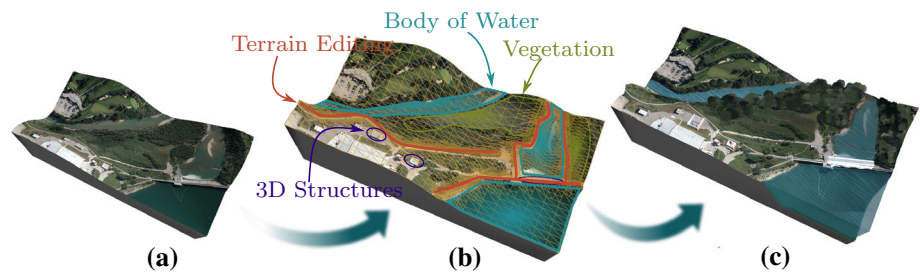 Body of Water
Terrain Editing
Vegetation
3D Structures
(a)
(b)
(c)